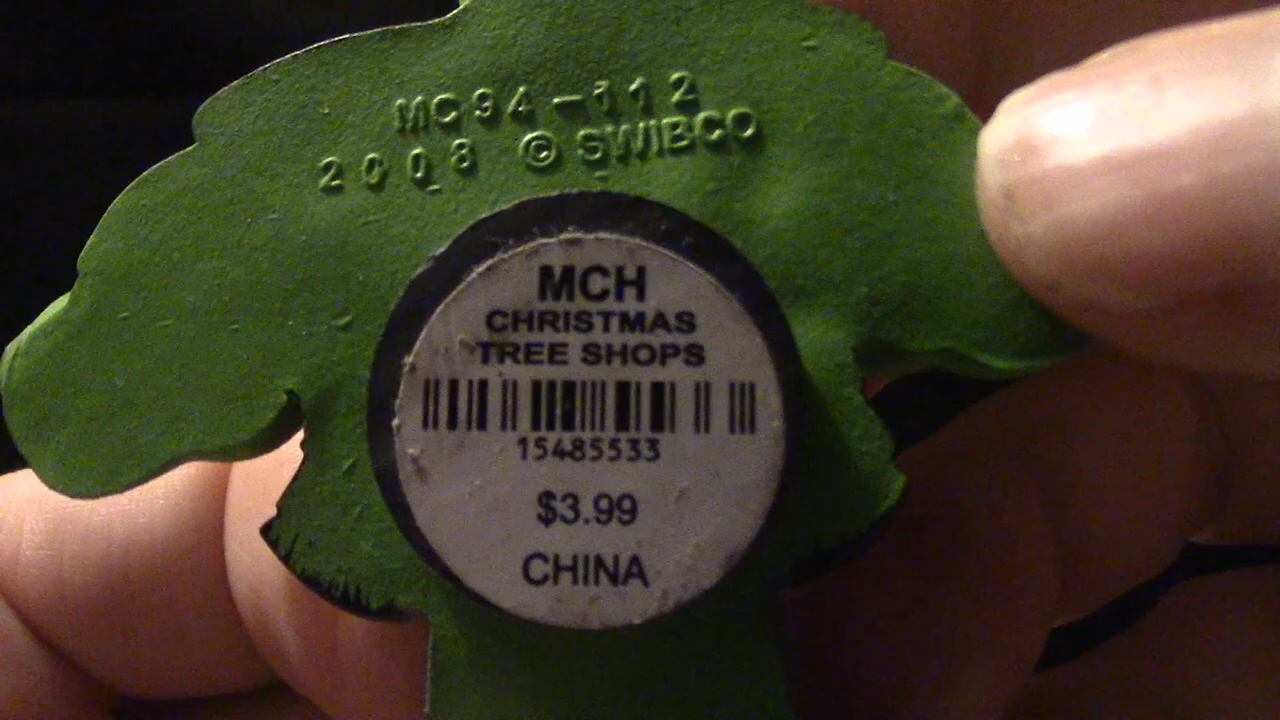 MC94-112
2008 © SWIBCO
MCH
CHRISTMAS
TREE SHOPS
15485533
$3.99
CHINA